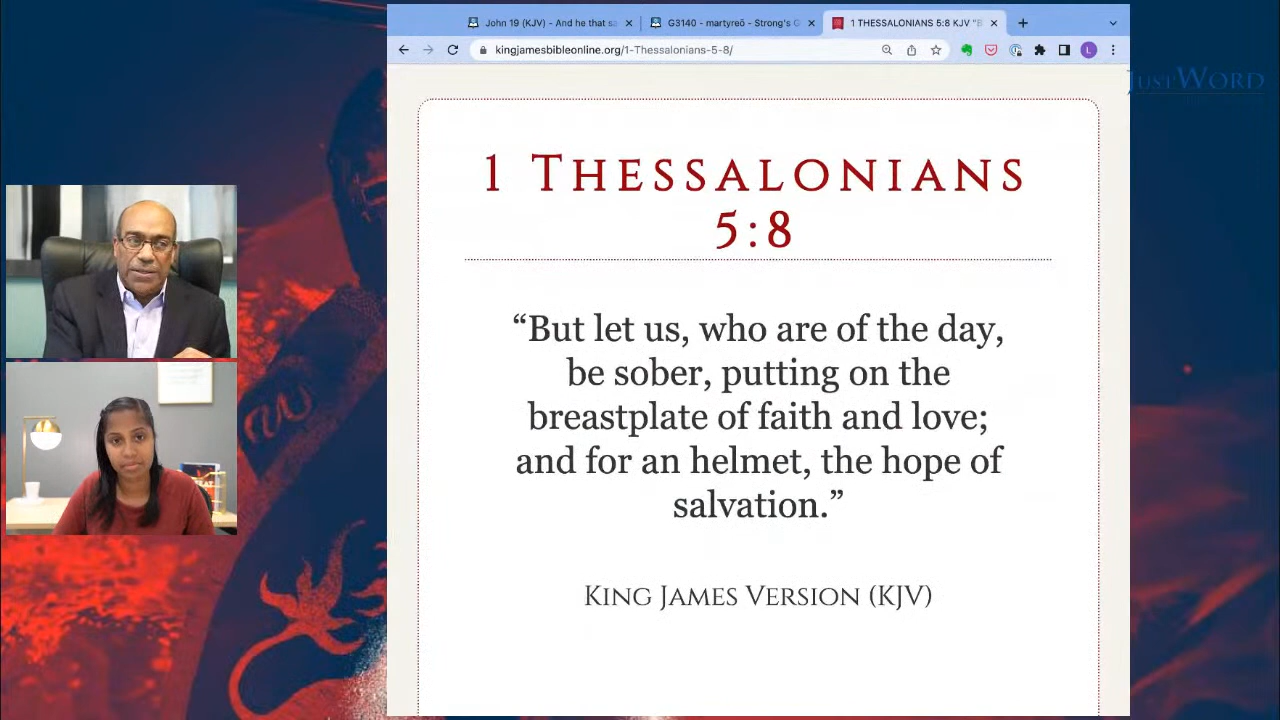 John 19 (KJV) - And he that sa
G3140 - martyreō - Strong's G
1 THESSALONIANS 5:8 KJV "B
kingjamesbibleonline.org/1-Thessalonians-5-8/
L
JUSTWORD
1 THESSALONIANS
5:8
“But let us, who are of the day,
be sober, putting on the
breastplate of faith and love;
and for an helmet, the hope of
salvation.”
KING JAMES VERSION (KJV)